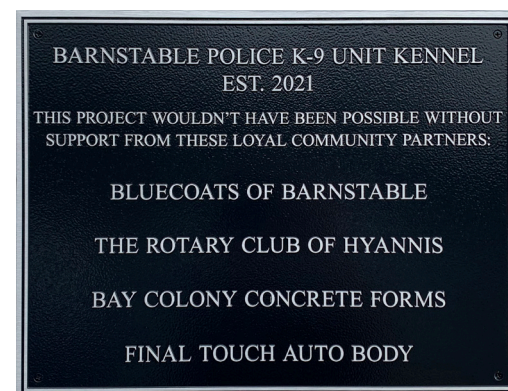 BARNSTABLE POLICE K-9 UNIT KENNEL
EST. 2021
THIS PROJECT WOULDN'T HAVE BEEN POSSIBLE WITHOUT
SUPPORT FROM THESE LOYAL COMMUNITY PARTNERS:
BLUECOATS OF BARNSTABLE
THE ROTARY CLUB OF HYANNIS
BAY COLONY CONCRETE FORMS
FINAL TOUCH AUTO BODY